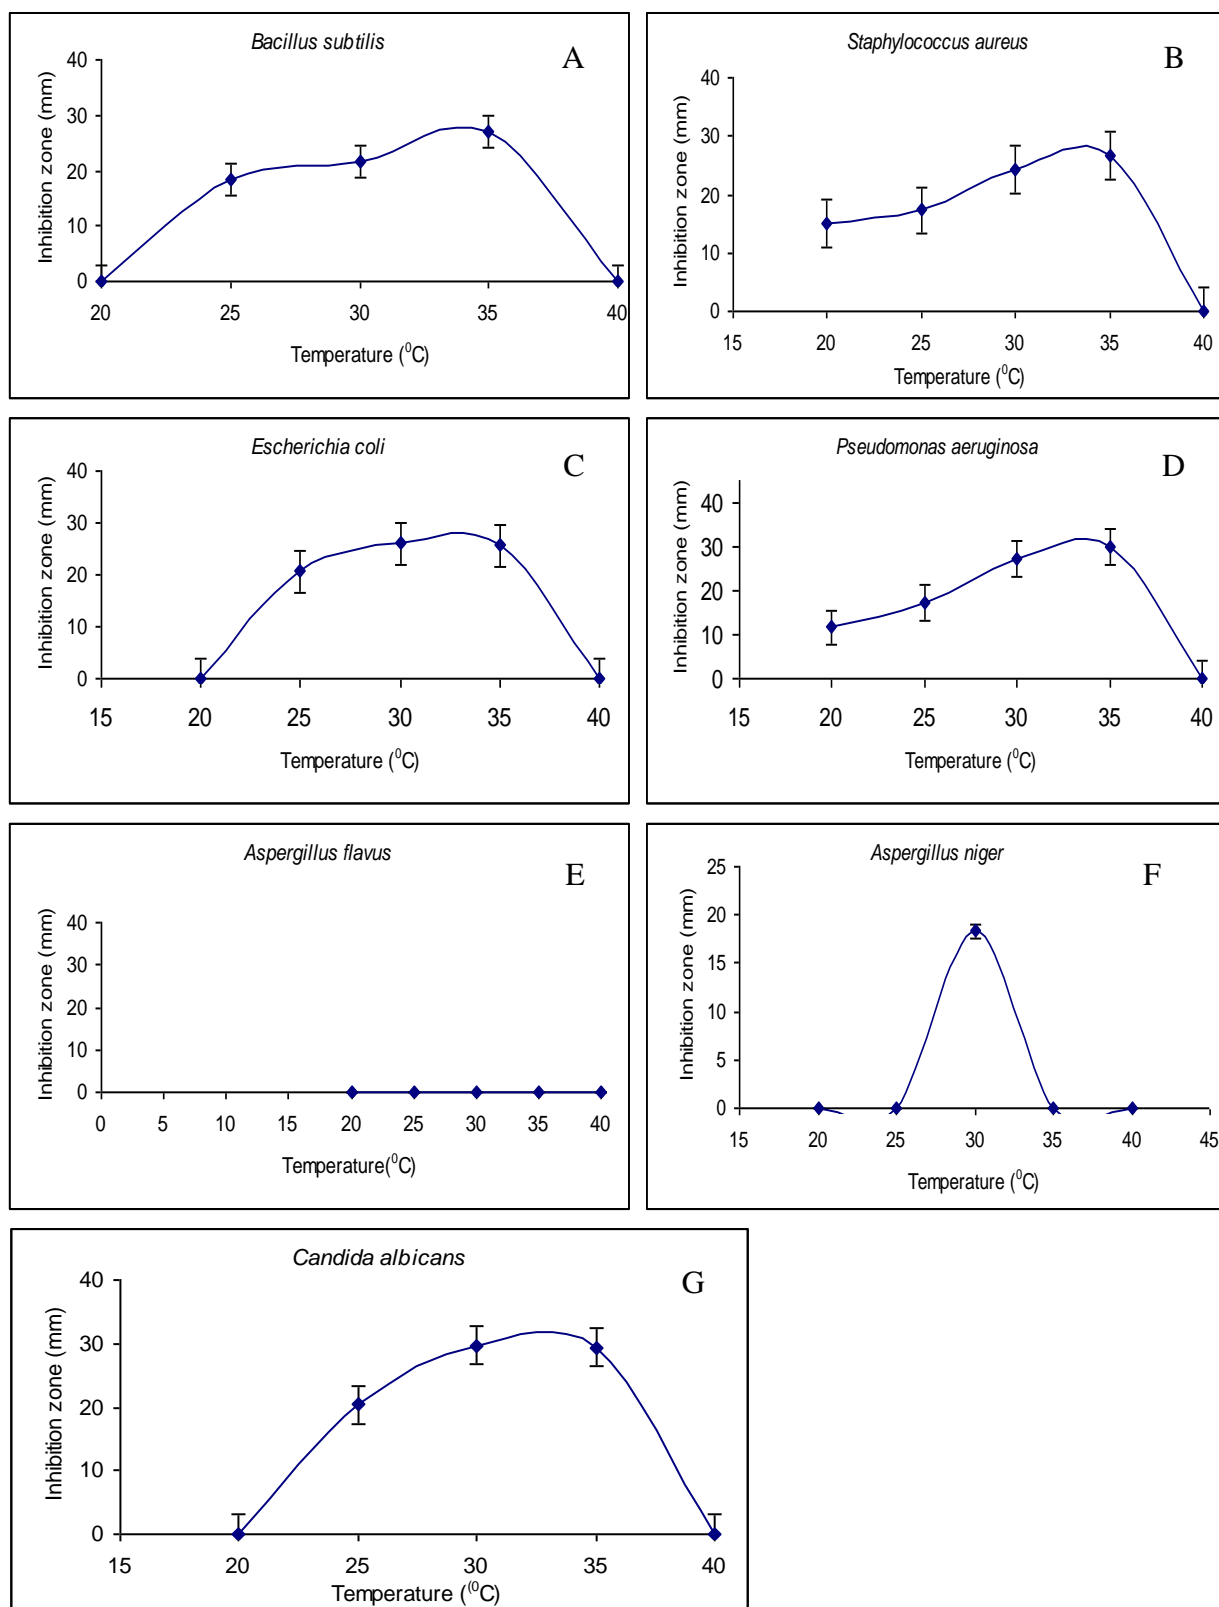 Bacillus subtilis
A
Inhibition zone (mm)
40
30
20
10
0
20 25 30 35 40
Temperature (⁰C)
Staphylococcus aureus
B
Inhibition zone (mm)
40
30
20
10
0
15 20 25 30 35 40
Temperature (⁰C)
Escherichia coli
C
Inhibition zone (mm)
40
30
20
10
0
15 20 25 30 35 40
Temperature (⁰C)
Pseudomonas aeruginosa
D
Inhibition zone (mm)
40
30
20
10
0
15 20 25 30 35 40
Temperature (⁰C)
Aspergillus flavus
E
Inhibition zone (mm)
40
30
20
10
0
0 5 10 15 20 25 30 35 40
Temperature(⁰C)
Aspergillus niger
F
Inhibition zone (mm)
25
20
15
10
5
0
15 20 25 30 35 40 45
Temperature (⁰C)
Candida albicans
G
Inhibition zone (mm)
40
30
20
10
0
15 20 25 30 35 40
Temperature (⁽⁰C)